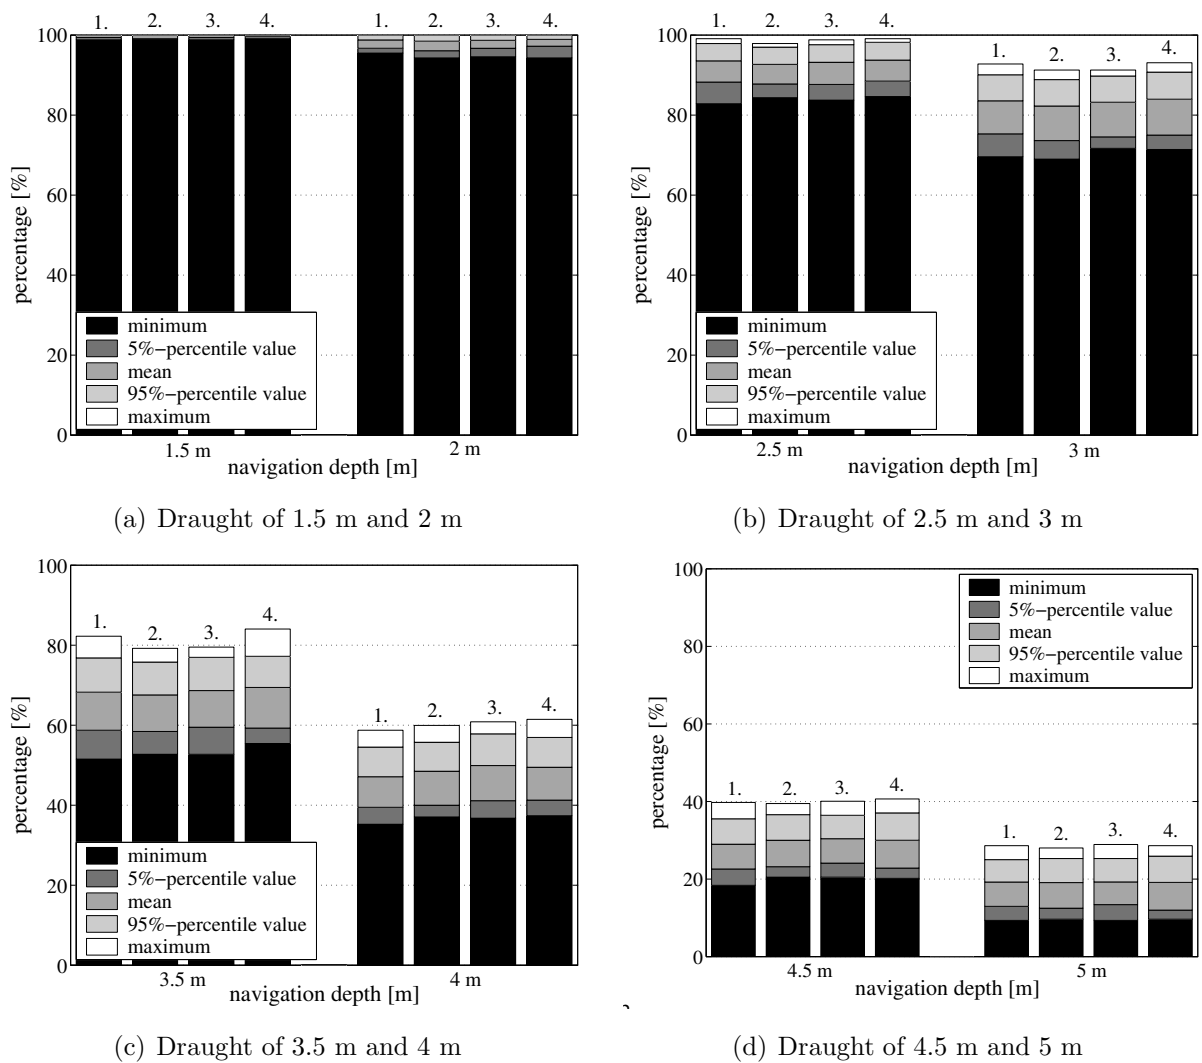 1. 2. 3. 4. 1. 2. 3. 4.
100
80
60
40
20
0
percentage [%]
minimum
5%−percentile value
mean
95%−percentile value
maximum
1.5 m 2 m
navigation depth [m]
(a) Draught of 1.5 m and 2 m
1. 2. 3. 4. 1. 2. 3. 4.
100
80
60
40
20
0
percentage [%]
minimum
5%−percentile value
mean
95%−percentile value
maximum
2.5 m 3 m
navigation depth [m]
(b) Draught of 2.5 m and 3 m
1. 2. 3. 4. 1. 2. 3. 4.
100
80
60
40
20
0
percentage [%]
minimum
5%−percentile value
mean
95%−percentile value
maximum
3.5 m 4 m
navigation depth [m]
(c) Draught of 3.5 m and 4 m
100
80
60
40
20
0
percentage [%]
minimum
5%−percentile value
mean
95%−percentile value
maximum
1. 2. 3. 4. 1. 2. 3. 4.
4.5 m 5 m
navigation depth [m]
(d) Draught of 4.5 m and 5 m